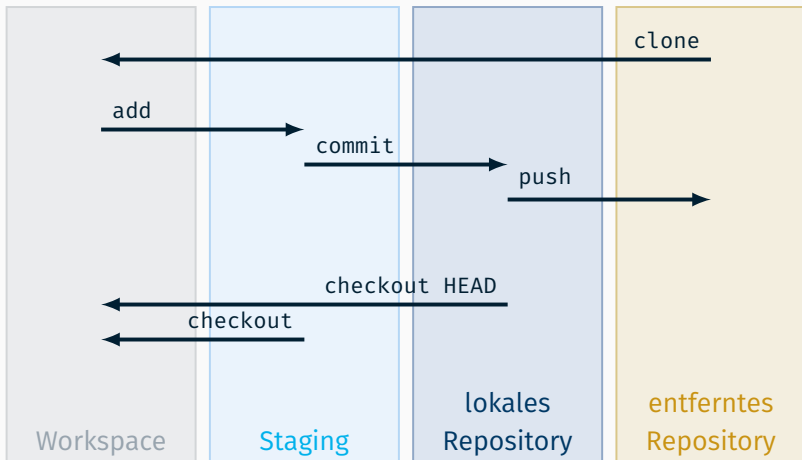 clone
add
commit
push
checkout HEAD
checkout
Workspace
Staging
lokales
Repository
entferntes
Repository